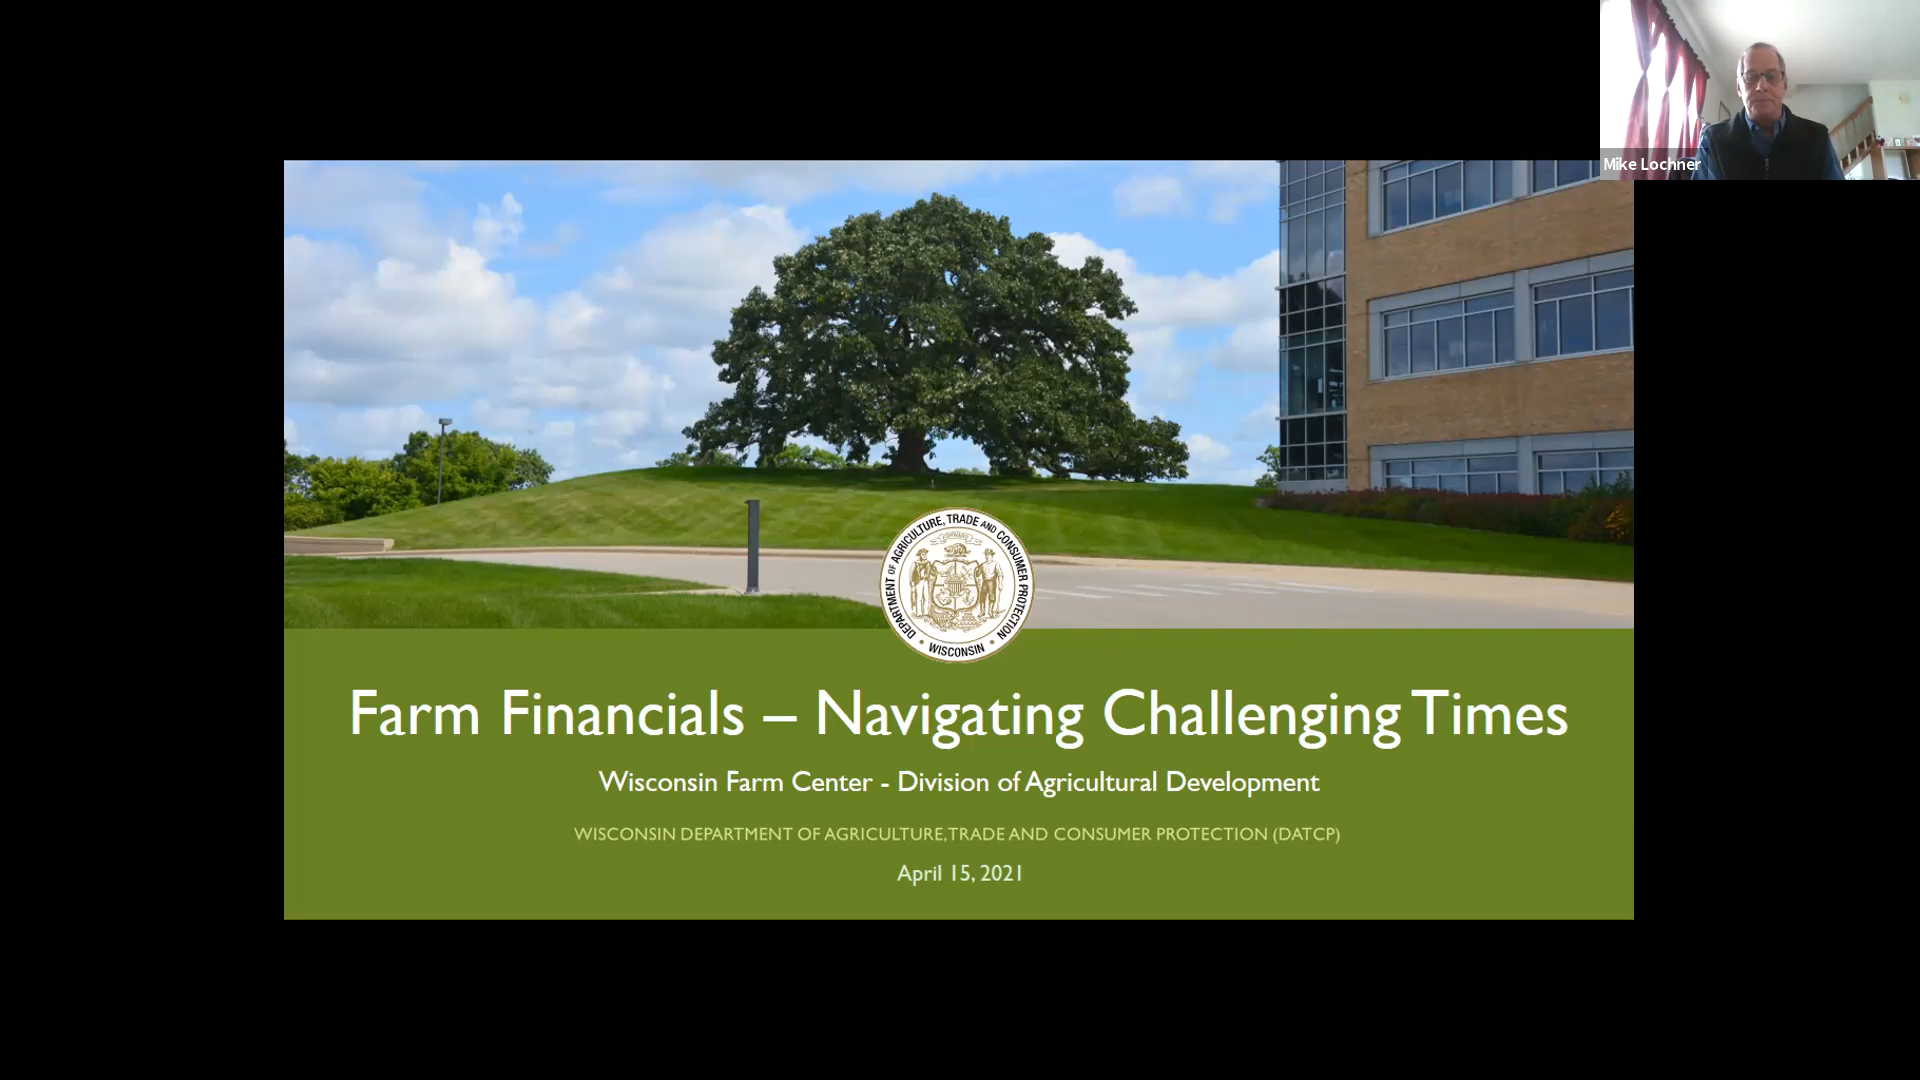 Mike Lochner
DEPARTMENT OF AGRICULTURE, TRADE AND CONSUMER PROTECTION
• WISCONSIN •
Farm Financials – Navigating Challenging Times
Wisconsin Farm Center - Division of Agricultural Development
WISCONSIN DEPARTMENT OF AGRICULTURE, TRADE AND CONSUMER PROTECTION (DATCP)
April 15, 2021